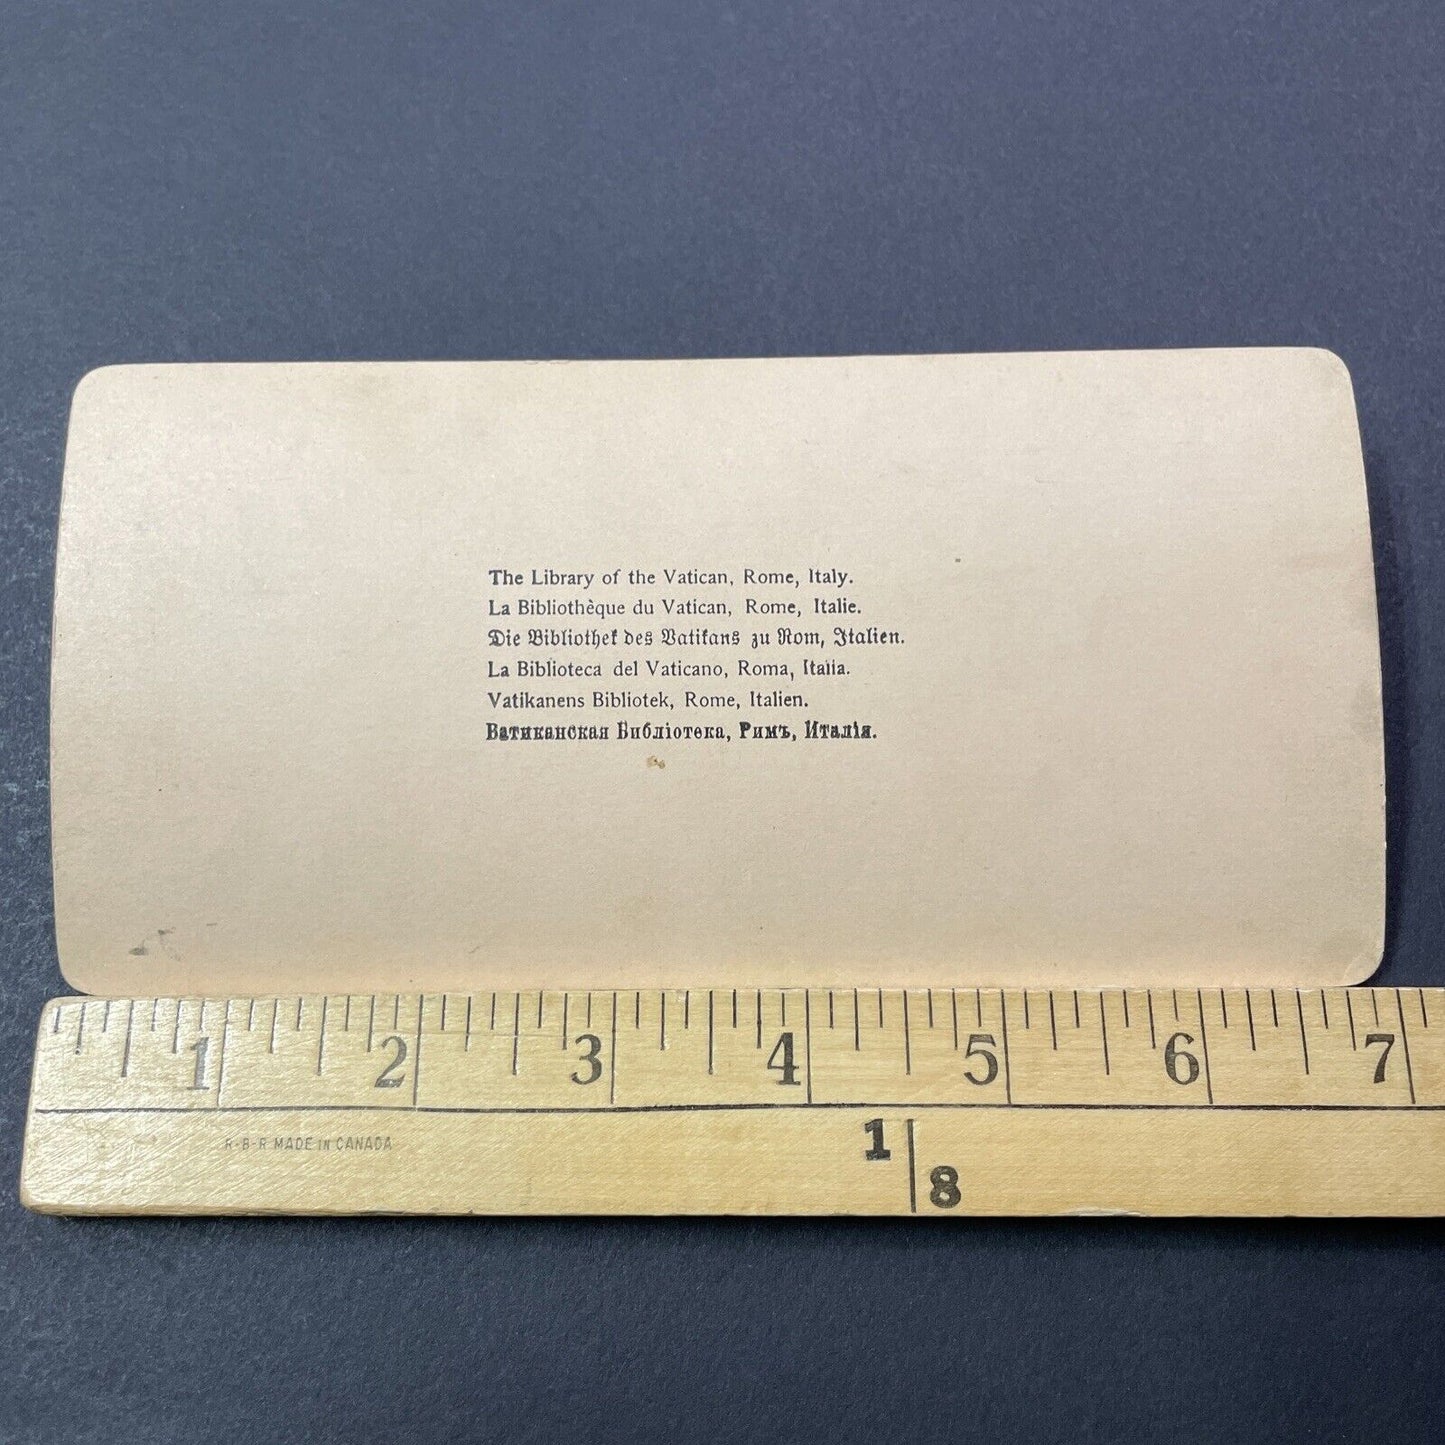 The Library of the Vatican, Rome, Italy.
La Bibliothèque du Vatican, Rome, Italie.
Die Bibliothek des Vatikans zu Rom, Italien.
La Biblioteca del Vaticano, Roma, Italia.
Vatikanens Bibliotek, Rome, Italien.
Ватиканская Библіотека, Римъ, Италія.
1 2 3 4 5 6 7
R-B-R MADE IN CANADA
1 8